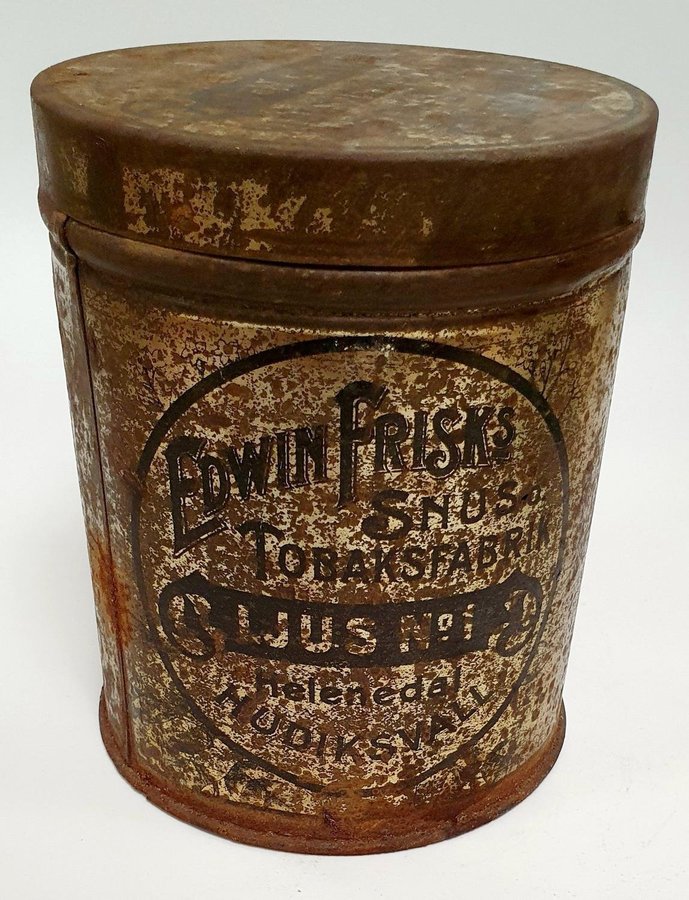 EDWIN FRISKS
SNUS- o.
TOBAKSFABRIK
LJUS No 1
Helenedal
HUDIKSVALL